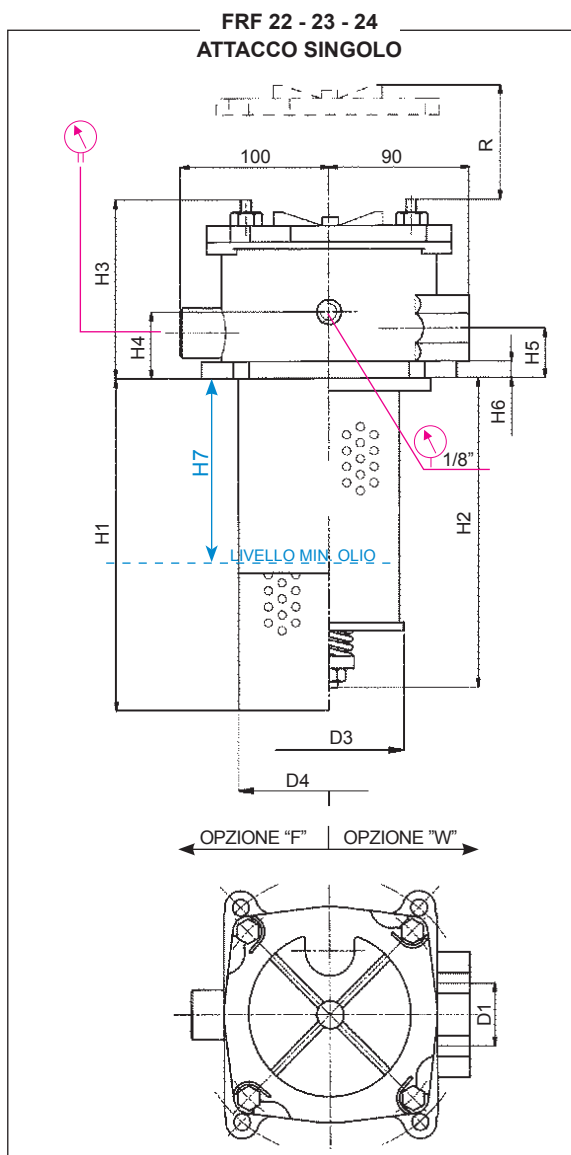 FRF 22 - 23 - 24
ATTACCO SINGOLO
R
100
90
H3
H4
H5
H6
1/8”
H7
H1
H2
LIVELLO MIN. OLIO
D3
D4
OPZIONE “F”
OPZIONE ”W”
D1